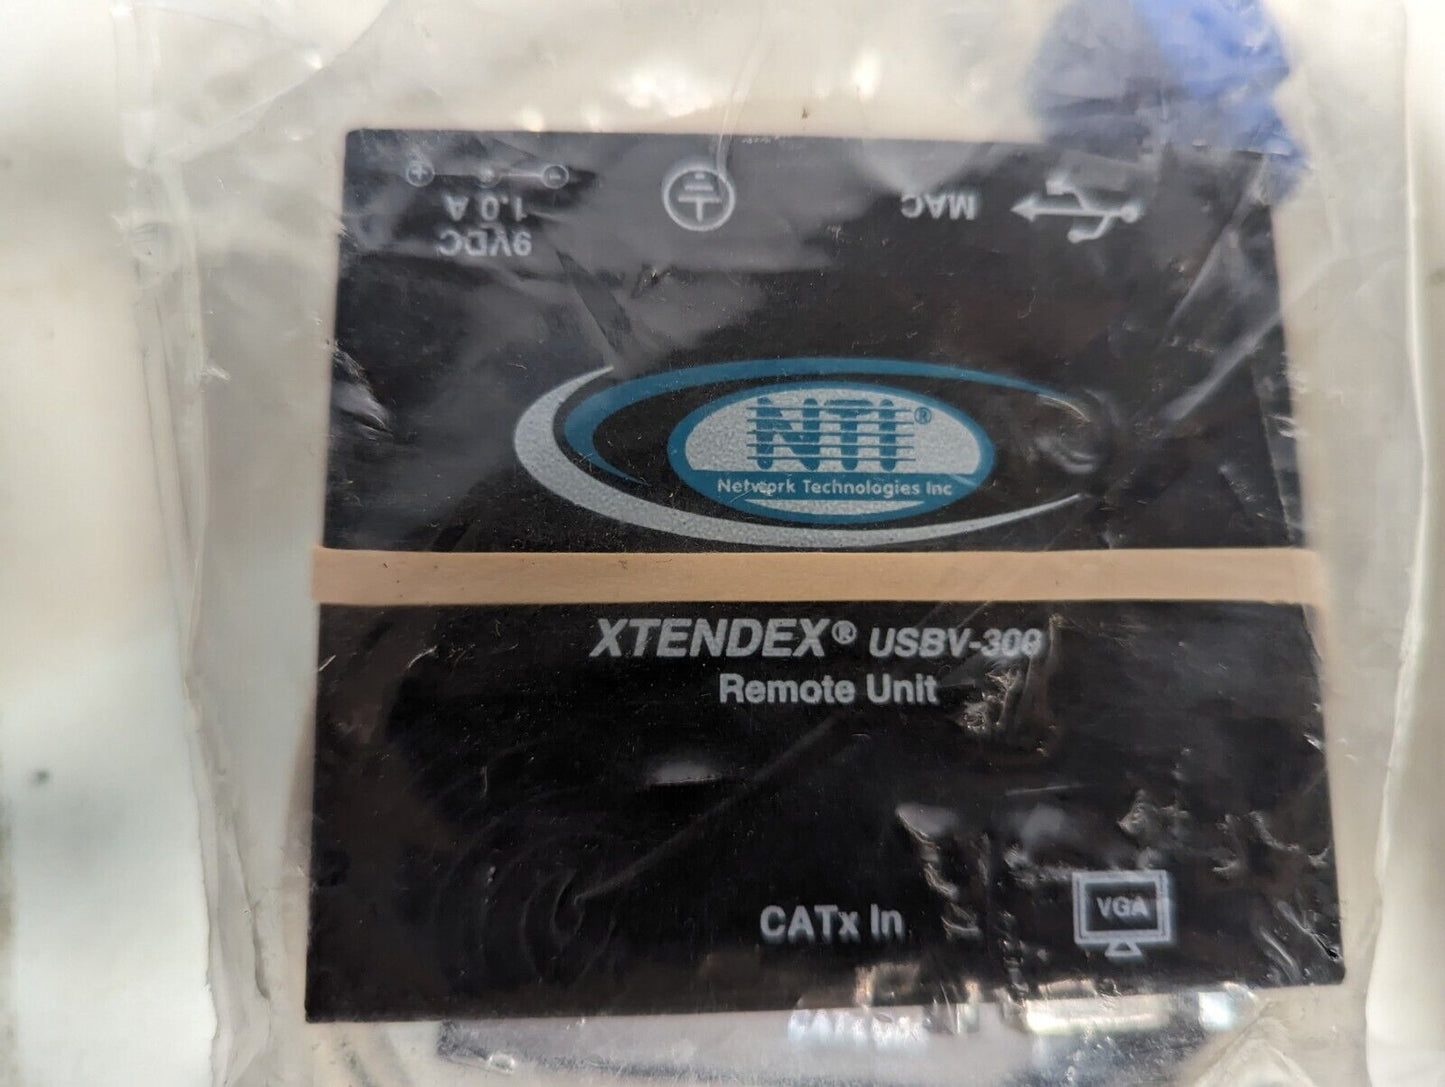 9VDC
1.0 A
MAC
NTI®
Network Technologies Inc
XTENDEX® USBV-300
Remote Unit
CATx In
VGA